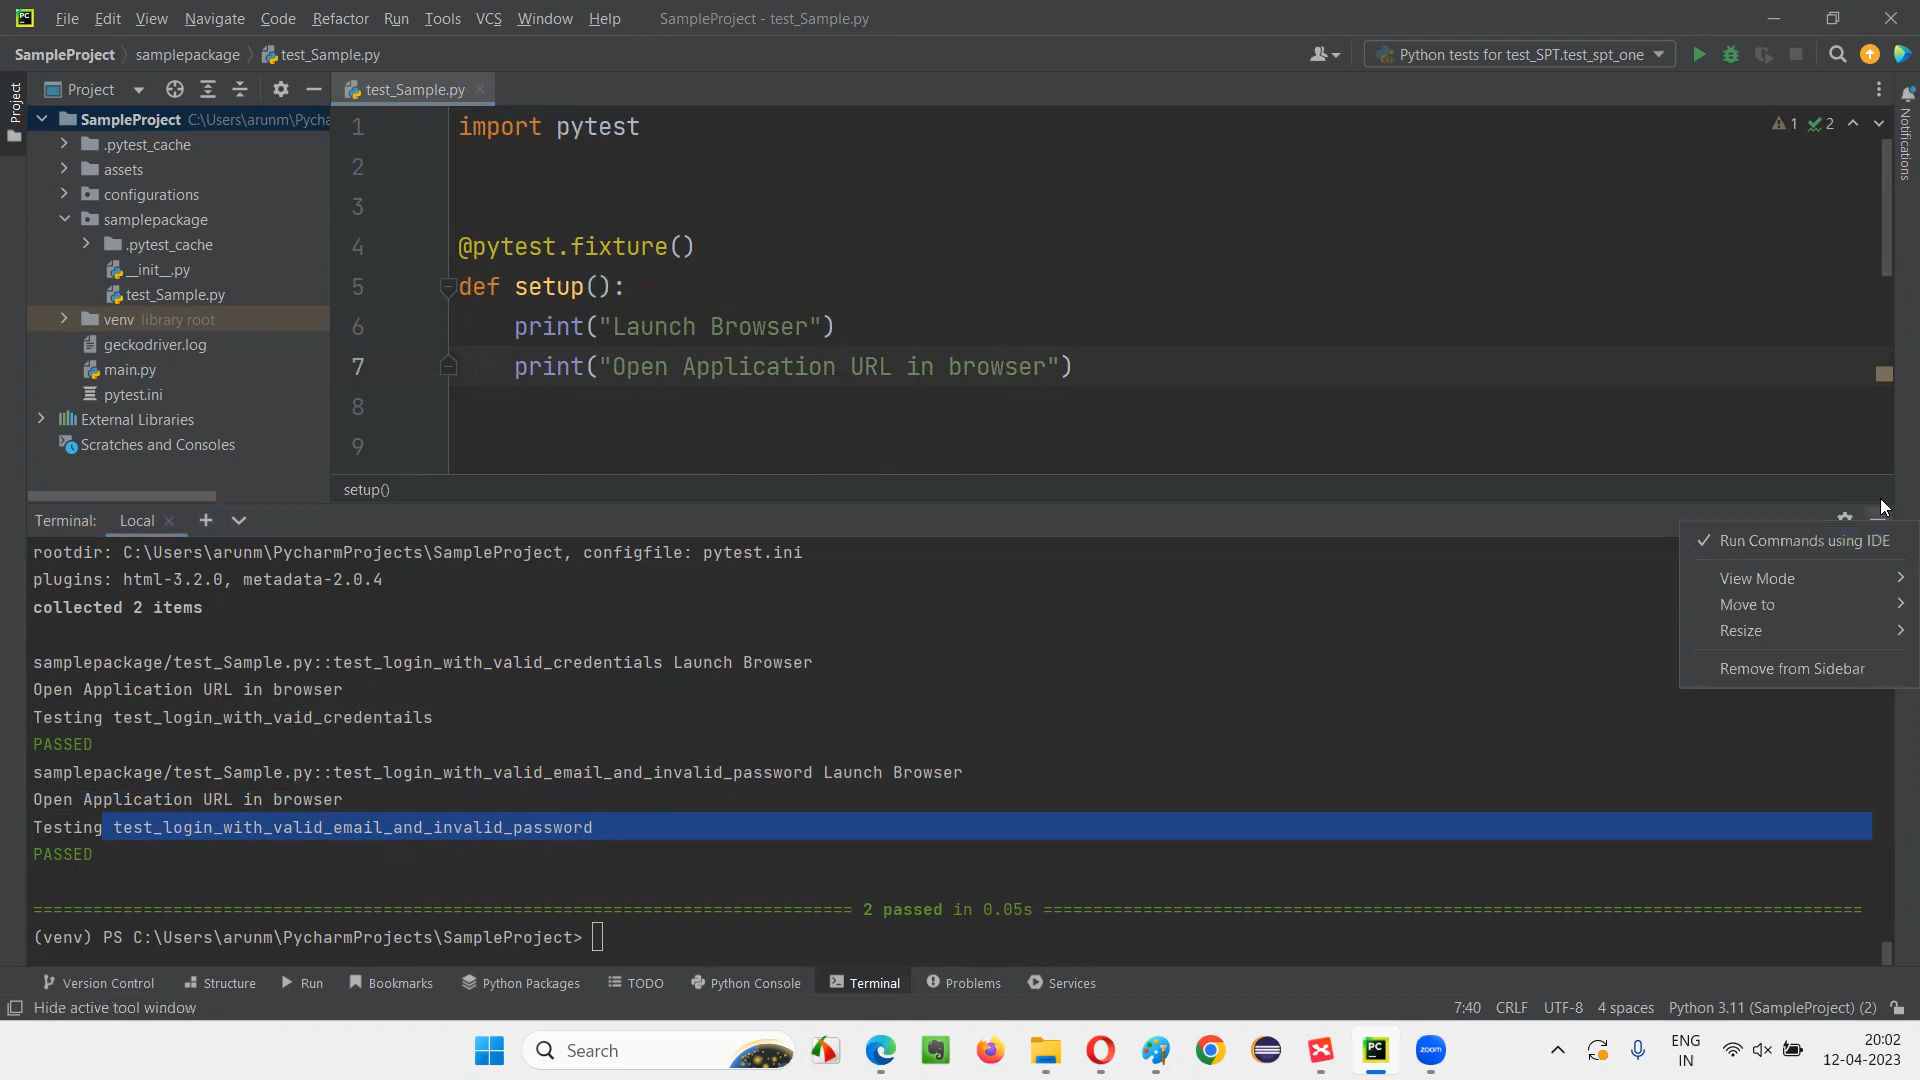 File Edit View Navigate Code Refactor Run Tools VCS Window Help SampleProject - test_Sample.py
SampleProject samplepackage test_Sample.py Python tests for test_SPT.test_spt_one
Project
Project
test_Sample.py
SampleProject C:\Users\arunm\Pycha
.pytest_cache
assets
configurations
samplepackage
.pytest_cache
__init__.py
test_Sample.py
venv library root
geckodriver.log
main.py
pytest.ini
External Libraries
Scratches and Consoles
1 import pytest
2
3
4 @pytest.fixture()
5 def setup():
6 print("Launch Browser")
7 print("Open Application URL in browser")
8
9
1 2
Notifications
setup()
Terminal: Local
rootdir: C:\Users\arunm\PycharmProjects\SampleProject, configfile: pytest.ini
plugins: html-3.2.0, metadata-2.0.4
collected 2 items
samplepackage/test_Sample.py::test_login_with_valid_credentials Launch Browser
Open Application URL in browser
Testing test_login_with_vaid_credentails
PASSED
samplepackage/test_Sample.py::test_login_with_valid_email_and_invalid_password Launch Browser
Open Application URL in browser
Testing test_login_with_valid_email_and_invalid_password
PASSED
================ 2 passed in 0.05s ================
(venv) PS C:\Users\arunm\PycharmProjects\SampleProject>
Run Commands using IDE
View Mode
Move to
Resize
Remove from Sidebar
Version Control Structure Run Bookmarks Python Packages TODO Python Console Terminal Problems Services
Hide active tool window 7:40 CRLF UTF-8 4 spaces Python 3.11 (SampleProject) (2)
Search
PC
zoom
ENG
IN
20:02
12-04-2023